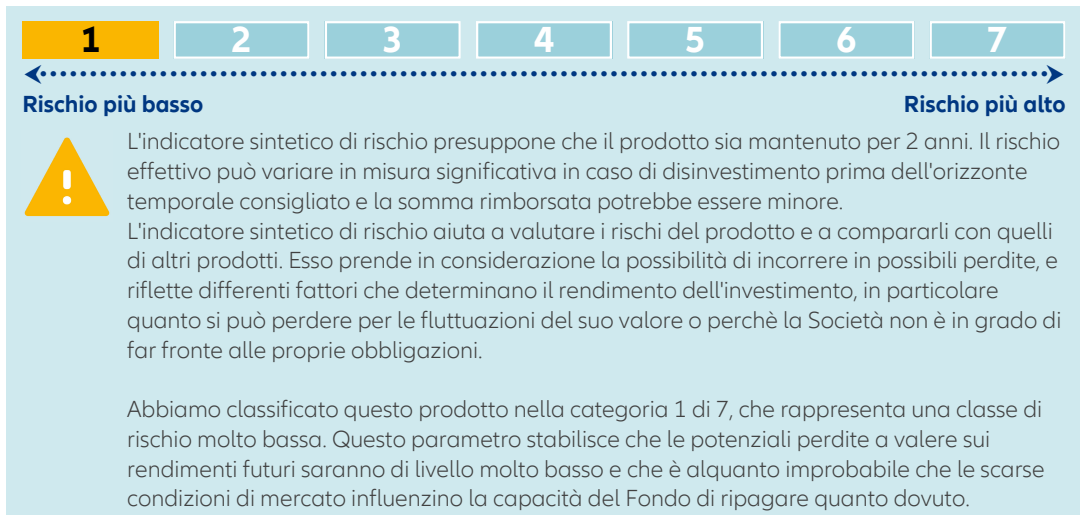 1 2 3 4 5 6 7
Rischio più basso Rischio più alto
L'indicatore sintetico di rischio presuppone che il prodotto sia mantenuto per 2 anni. Il rischio
effettivo può variare in misura significativa in caso di disinvestimento prima dell'orizzonte
temporale consigliato e la somma rimborsata potrebbe essere minore.
L'indicatore sintetico di rischio aiuta a valutare i rischi del prodotto e a compararli con quelli
di altri prodotti. Esso prende in considerazione la possibilità di incorrere in possibili perdite, e
riflette differenti fattori che determinano il rendimento dell'investimento, in particolare
quanto si può perdere per le fluttuazioni del suo valore o perchè la Società non è in grado di
far fronte alle proprie obbligazioni.
Abbiamo classificato questo prodotto nella categoria 1 di 7, che rappresenta una classe di
rischio molto bassa. Questo parametro stabilisce che le potenziali perdite a valere sui
rendimenti futuri saranno di livello molto basso e che è alquanto improbabile che le scarse
condizioni di mercato influenzino la capacità del Fondo di ripagare quanto dovuto.